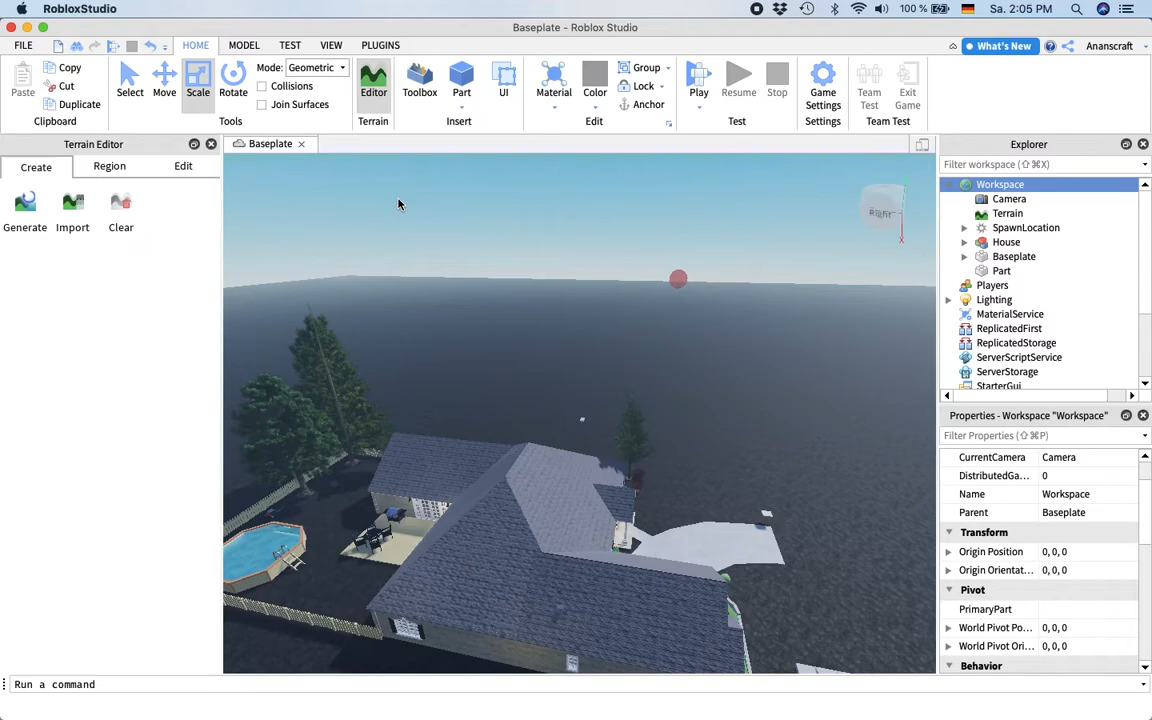 RobloxStudio
100 %
Sa. 2:05 PM
Baseplate - Roblox Studio
FILE
HOME
MODEL
TEST
VIEW
PLUGINS
What's New
Ananscraft
Paste
Copy
Cut
Duplicate
Clipboard
Select
Move
Scale
Rotate
Mode: Geometric
Collisions
Join Surfaces
Tools
Editor
Terrain
Toolbox
Part
UI
Insert
Material
Color
Group
Lock
Anchor
Edit
Play
Resume
Stop
Test
Game
Settings
Settings
Team
Test
Exit
Game
Team Test
Terrain Editor
Create
Region
Edit
Generate
Import
Clear
Baseplate
Right
X
Explorer
Filter workspace (⇧⌘X)
Workspace
Camera
Terrain
SpawnLocation
House
Baseplate
Part
Players
Lighting
MaterialService
ReplicatedFirst
ReplicatedStorage
ServerScriptService
ServerStorage
StarterGui
Properties - Workspace "Workspace"
Filter Properties (⇧⌘P)
CurrentCamera Camera
DistributedGa... 0
Name Workspace
Parent Baseplate
Transform
Origin Position 0, 0, 0
Origin Orientat... 0, 0, 0
Pivot
PrimaryPart
World Pivot Po... 0, 0, 0
World Pivot Ori... 0, 0, 0
Behavior
Run a command